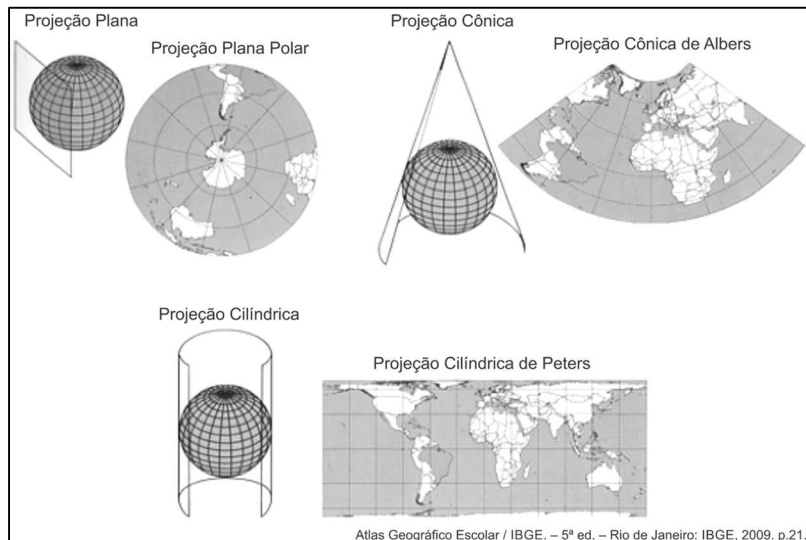 Projeção Plana
Projeção Plana Polar
Projeção Cônica
Projeção Cônica de Albers
Projeção Cilíndrica
Projeção Cilíndrica de Peters
Atlas Geográfico Escolar / IBGE. – 5ª ed. – Rio de Janeiro: IBGE, 2009. p.21.